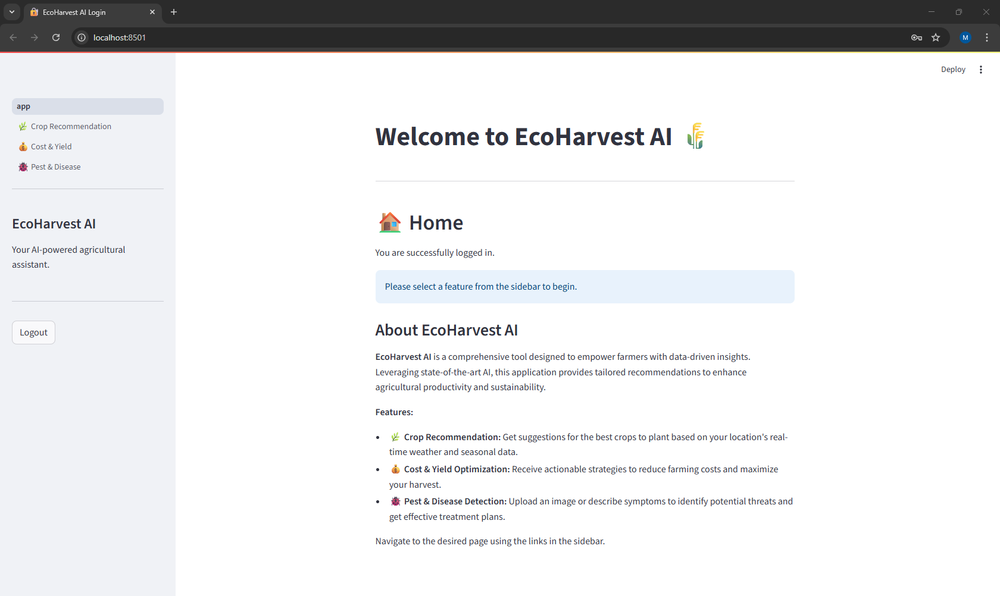 EcoHarvest AI Login
localhost:8501
M
Deploy
app
Crop Recommendation
Cost & Yield
Pest & Disease
EcoHarvest AI
Your AI-powered agricultural
assistant.
Logout
Welcome to EcoHarvest AI
Home
You are successfully logged in.
Please select a feature from the sidebar to begin.
About EcoHarvest AI
EcoHarvest AI is a comprehensive tool designed to empower farmers with data-driven insights.
Leveraging state-of-the-art AI, this application provides tailored recommendations to enhance
agricultural productivity and sustainability.
Features:
Crop Recommendation: Get suggestions for the best crops to plant based on your location's real-
time weather and seasonal data.
Cost & Yield Optimization: Receive actionable strategies to reduce farming costs and maximize
your harvest.
Pest & Disease Detection: Upload an image or describe symptoms to identify potential threats and
get effective treatment plans.
Navigate to the desired page using the links in the sidebar.